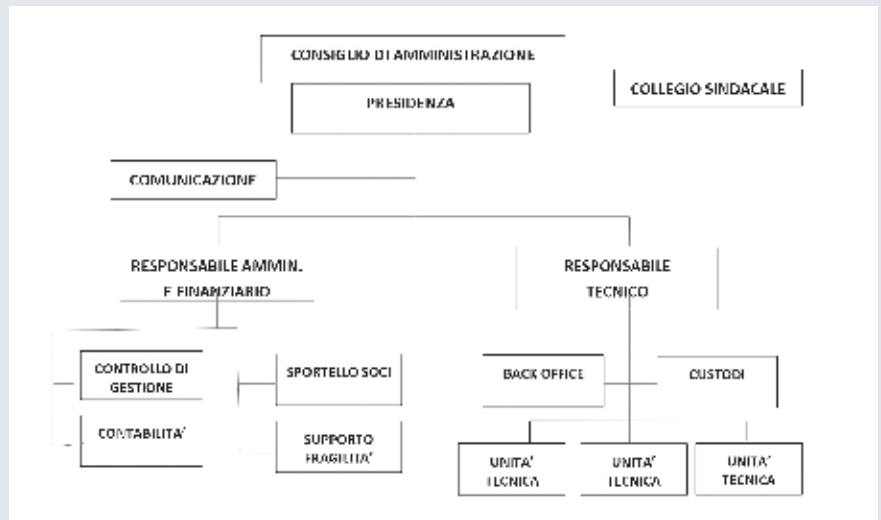 CONSIGLIO DI AMMINISTRAZIONE
PRESIDENZA
COLLEGIO SINDACALE
COMUNICAZIONE
RESPONSABILE AMMIN.
E FINANZIARIO
RESPONSABILE
TECNICO
CONTROLLO DI
GESTIONE
SPORTELLO SOCI
BACK OFFICE
CUSTODI
CONTABILITA'
SUPPORTO
FRAGILITA'
UNITA'
TECNICA
UNITA'
TECNICA
UNITA'
TECNICA